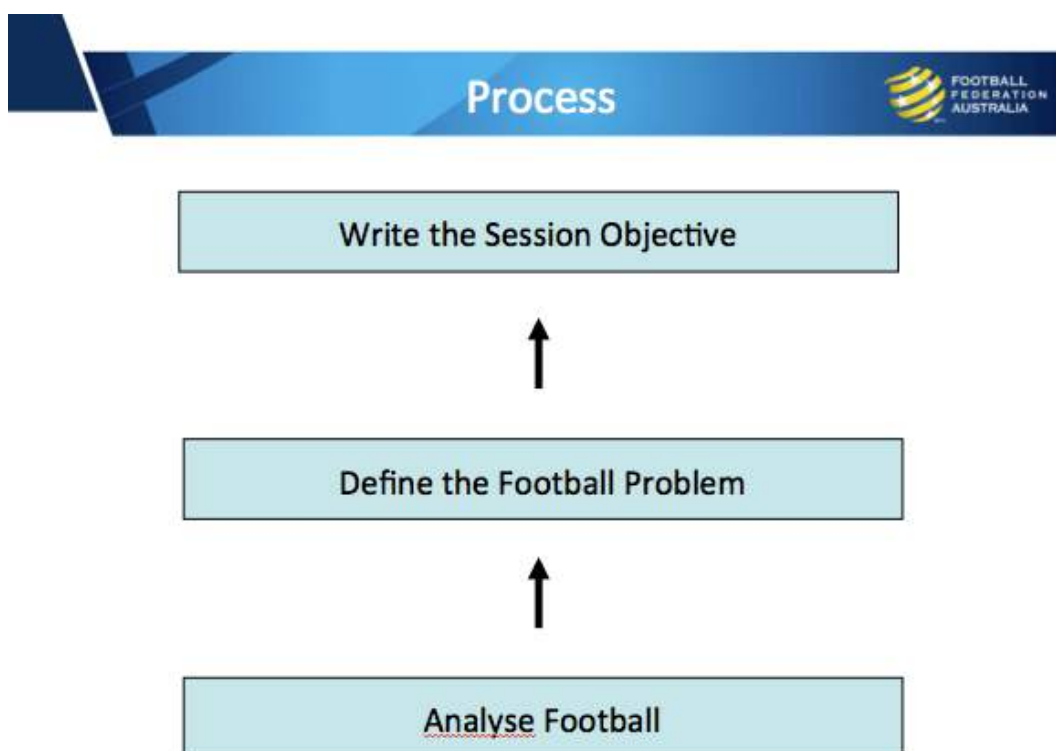 Process
FOOTBALL
FEDERATION
AUSTRALIA
Write the Session Objective
Define the Football Problem
Analyse Football